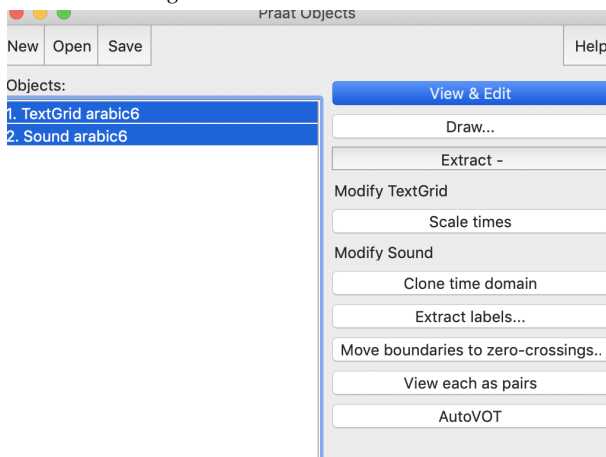 Praat Objects
New Open Save Help
Objects:
1. TextGrid arabic6
2. Sound arabic6
View & Edit
Draw...
Extract -
Modify TextGrid
Scale times
Modify Sound
Clone time domain
Extract labels...
Move boundaries to zero-crossings..
View each as pairs
AutoVOT